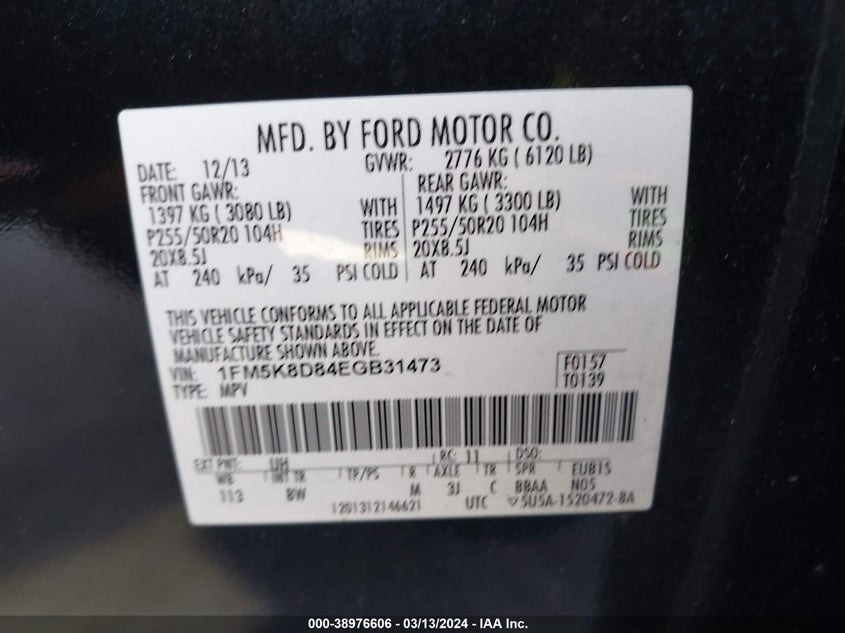 MFD. BY FORD MOTOR CO.
DATE: 12/13 GVWR: 2776 KG ( 6120 LB)
FRONT GAWR: REAR GAWR:
1397 KG ( 3080 LB) WITH 1497 KG ( 3300 LB) WITH
P255/50R20 104H TIRES P255/50R20 104H TIRES
20X8.5J RIMS 20X8.5J RIMS
AT 240 kPa/ 35 PSI COLD AT 240 kPa/ 35 PSI COLD
THIS VEHICLE CONFORMS TO ALL APPLICABLE FEDERAL MOTOR
VEHICLE SAFETY STANDARDS IN EFFECT ON THE DATE OF
MANUFACTURE SHOWN ABOVE.
VIN: 1FM5K8D84EGB31473 F0157
TYPE: MPV T0139
EXT PNT: UH RC: 11 DSO:
WB INT TR TP/PS R AXLE TR SPR FUB15
113 BW M 3J C BBAA N05
1201312146621 UTC ▽5U5A-1520472-BA
000-38976606 - 03/13/2024 - IAA Inc.